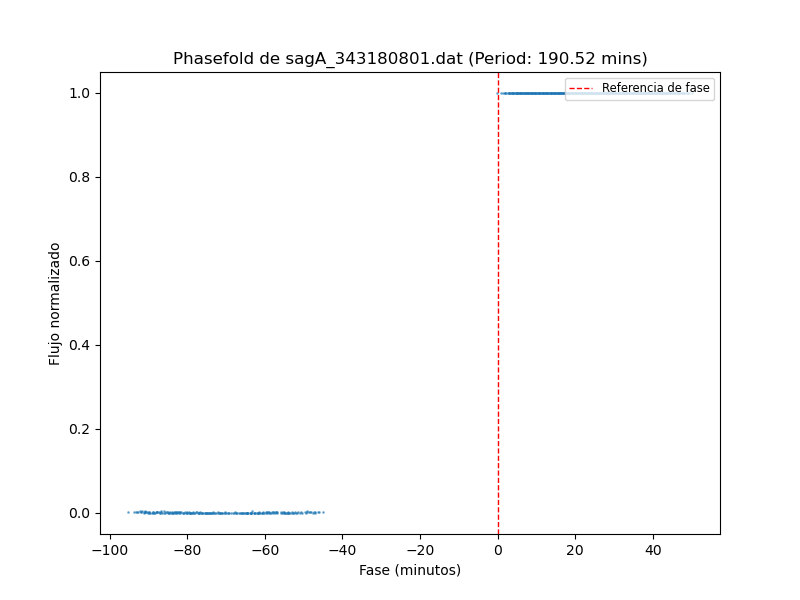 Phasefold de sagA_343180801.dat (Period: 190.52 mins)
Referencia de fase
Flujo normalizado
1.0
0.8
0.6
0.4
0.2
0.0
−100 −80 −60 −40 −20 0 20 40
Fase (minutos)